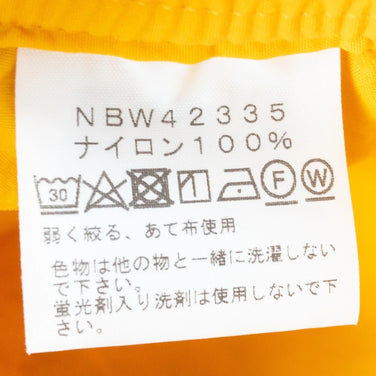 NBW42335
ナイロン100%
30 F W
弱く絞る、あて布使用
色物は他の物と一緒に洗濯しない
で下さい。
蛍光剤入り洗剤は使用しないで下
さい。